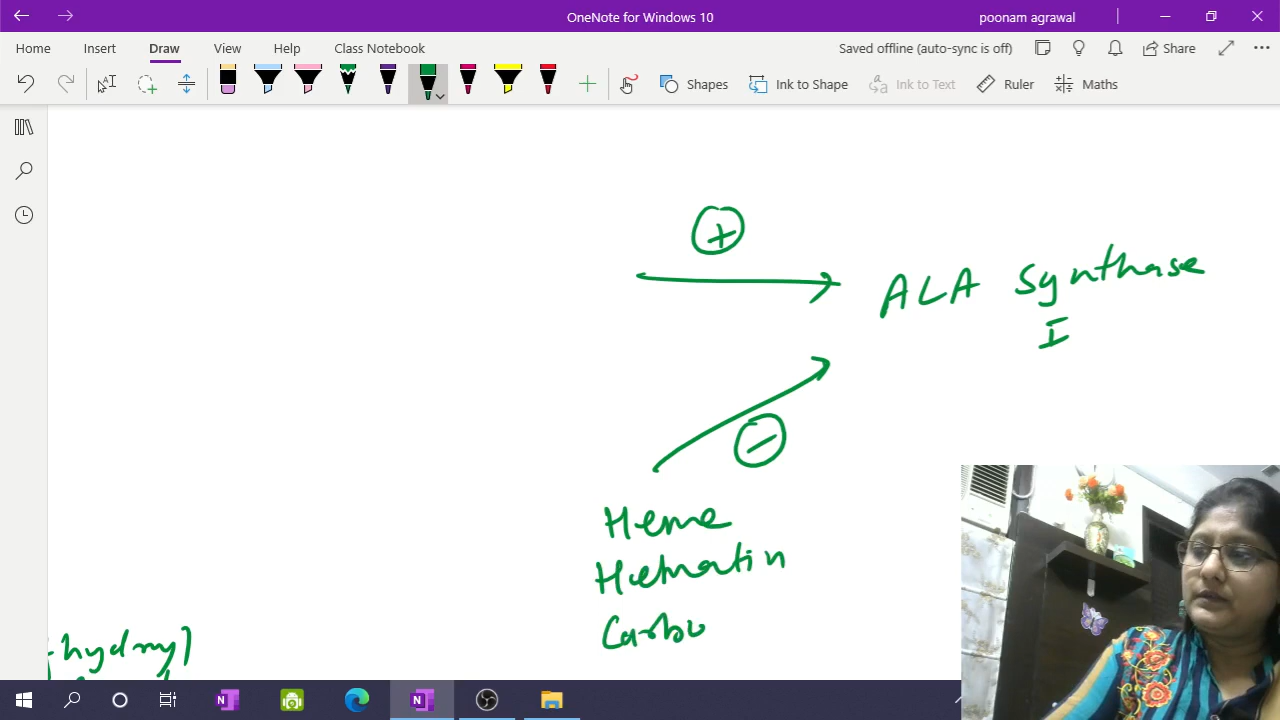 OneNote for Windows 10
poonam agrawal
Home Insert Draw View Help Class Notebook
Saved offline (auto-sync is off)
Share
Shapes Ink to Shape Ink to Text Ruler Maths
+
ALA Synthase
I
−
Heme
Hematin
Carbo
hydry)